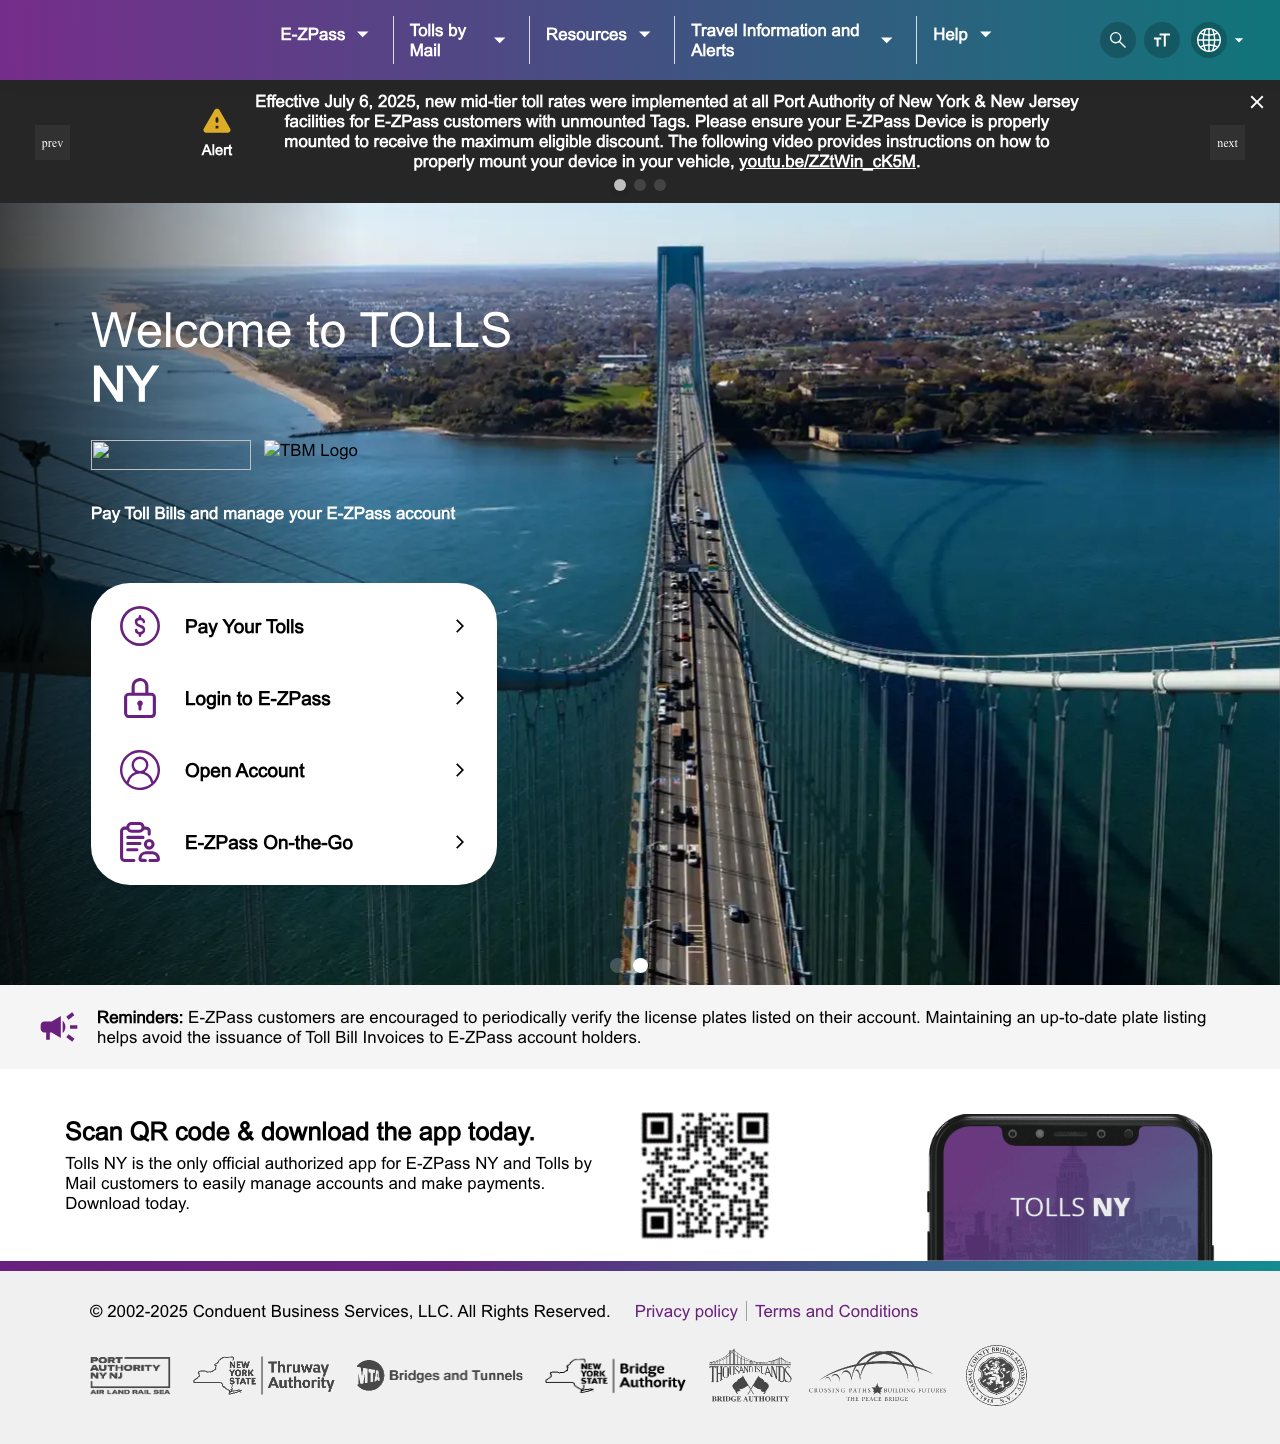 E-ZPass
Tolls by
Mail
Resources
Travel Information and
Alerts
Help
Effective July 6, 2025, new mid-tier toll rates were implemented at all Port Authority of New York & New Jersey
facilities for E-ZPass customers with unmounted Tags. Please ensure your E-ZPass Device is properly
mounted to receive the maximum eligible discount. The following video provides instructions on how to
properly mount your device in your vehicle, youtu.be/ZZtWin_cK5M.
Alert
prev
next
Welcome to TOLLS
NY
TBM Logo
Pay Toll Bills and manage your E-ZPass account
Pay Your Tolls
Login to E-ZPass
Open Account
E-ZPass On-the-Go
Reminders: E-ZPass customers are encouraged to periodically verify the license plates listed on their account. Maintaining an up-to-date plate listing
helps avoid the issuance of Toll Bill Invoices to E-ZPass account holders.
Scan QR code & download the app today.
Tolls NY is the only official authorized app for E-ZPass NY and Tolls by
Mail customers to easily manage accounts and make payments.
Download today.
TOLLS NY
© 2002-2025 Conduent Business Services, LLC. All Rights Reserved.
Privacy policy
Terms and Conditions
PORT
AUTHORITY
NY NJ
AIR LAND RAIL SEA
NEW
YORK
STATE
Thruway
Authority
MTA
Bridges and Tunnels
NEW
YORK
STATE
Bridge
Authority
THOUSAND ISLANDS
BRIDGE AUTHORITY
CROSSING PATHS BUILDING FUTURES
THE PEACE BRIDGE
NASSAU COUNTY BRIDGE AUTHORITY